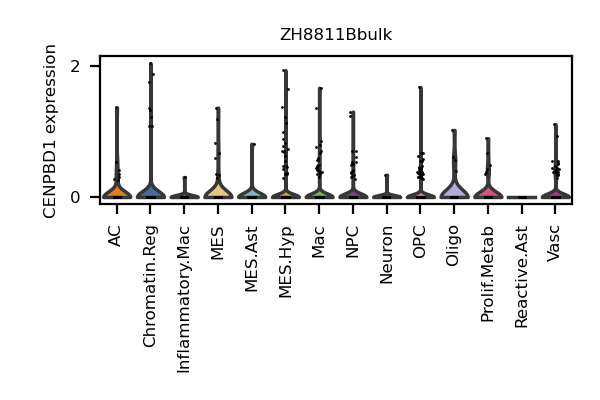 ZH8811Bbulk
CENPBD1 expression
2
0
AC
Chromatin.Reg
Inflammatory.Mac
MES
MES.Ast
MES.Hyp
Mac
NPC
Neuron
OPC
Oligo
Prolif.Metab
Reactive.Ast
Vasc